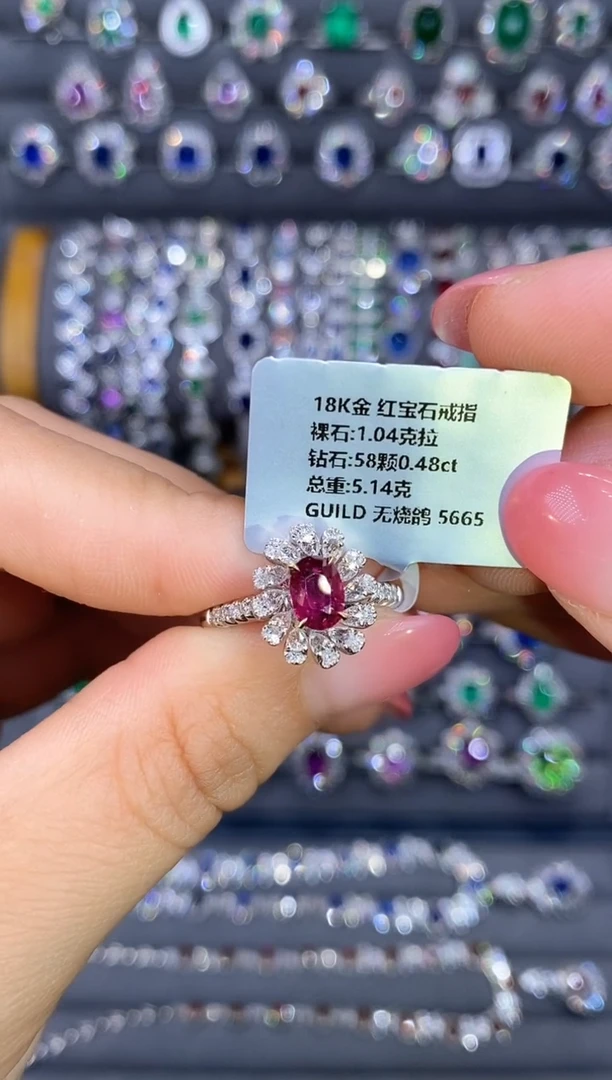 18K金 红宝石戒指
裸石:1.04克拉
钻石:58颗0.48ct
总重:5.14克
GUILD 无烧鸽 5665